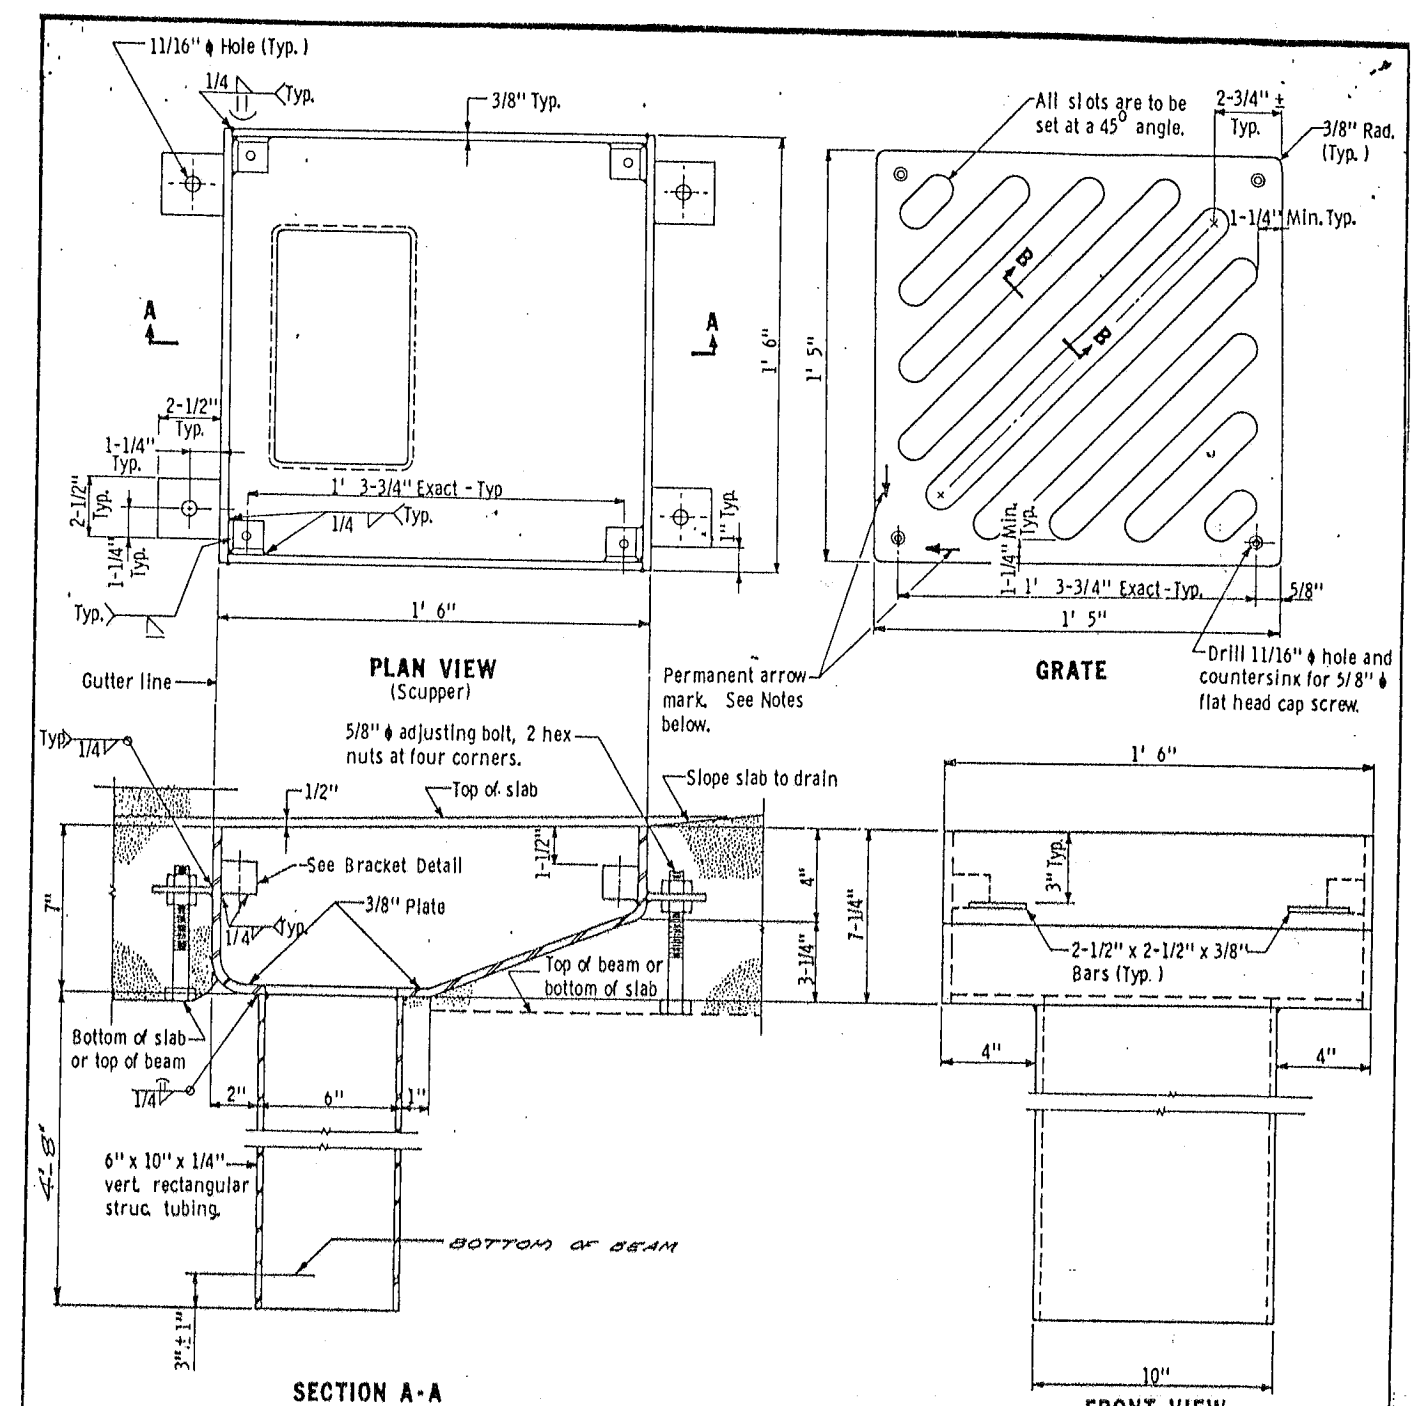 11/16" ϕ Hole (Typ.)
1/4
Typ.
3/8" Typ.
A
A
1' 6"
2-1/2"
Typ.
1-1/4"
Typ.
2-1/2"
Typ.
1-1/4"
Typ.
1' 3-3/4" Exact - Typ
1/4
Typ.
1" Typ.
Typ.
1' 6"
PLAN VIEW
(Scupper)
Gutter line
All slots are to be
set at a 45° angle.
2-3/4" ±
Typ.
3/8" Rad.
(Typ.)
1-1/4" Min. Typ.
B
B
1' 5"
1-1/4" Min.
Typ.
1' 3-3/4" Exact - Typ.
5/8"
1' 5"
GRATE
Permanent arrow
mark. See Notes
below.
Drill 11/16" ϕ hole and
countersinx for 5/8" ϕ
flat head cap screw.
Typ
1/4
5/8" ϕ adjusting bolt, 2 hex
nuts at four corners.
1/2"
Top of slab
Slope slab to drain
See Bracket Detail
1-1/2"
7"
3/8" Plate
1/4
Typ.
4"
3-1/4"
7-1/4"
Top of beam or
bottom of slab
Bottom of slab
or top of beam
1/4
2"
6"
1"
6" x 10" x 1/4"
vert. rectangular
struc. tubing.
4'-8"
BOTTOM OF BEAM
3" ± 1"
SECTION A-A
1' 6"
3" Typ.
2-1/2" x 2-1/2" x 3/8"
Bars (Typ.)
4"
4"
10"
FRONT VIEW